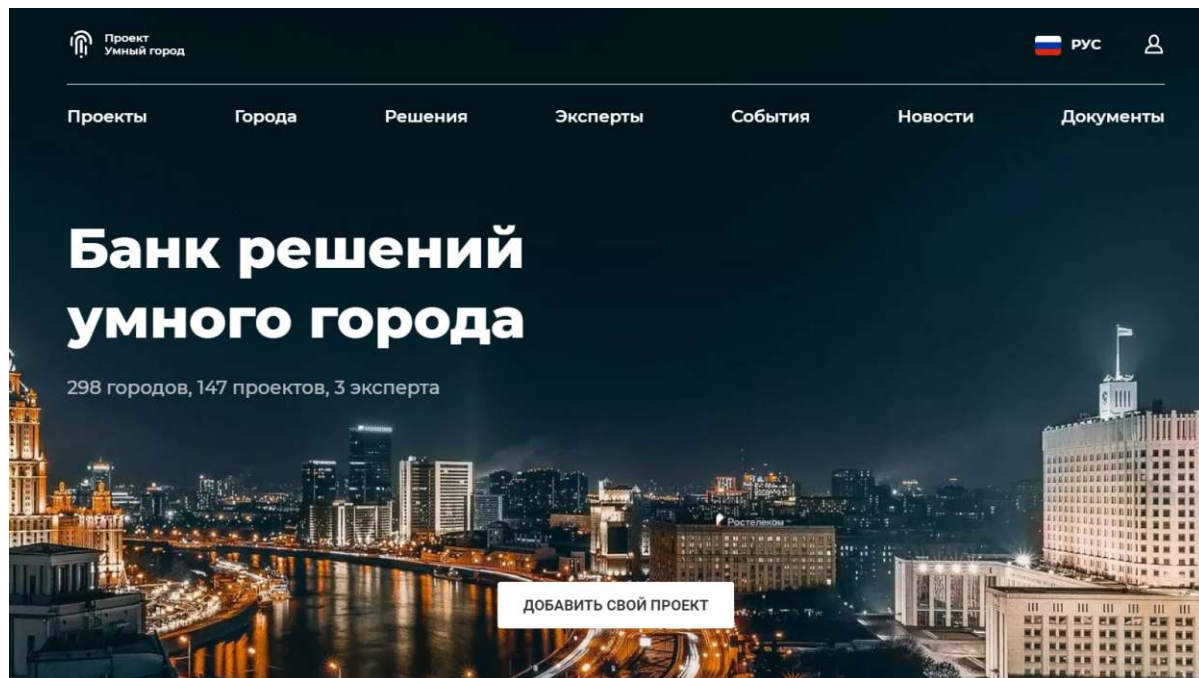 Проект
Умный город
РУС
Проекты Города Решения Эксперты События Новости Документы
Банк решений
умного города
298 городов, 147 проектов, 3 эксперта
Ростелеком
ДОБАВИТЬ СВОЙ ПРОЕКТ